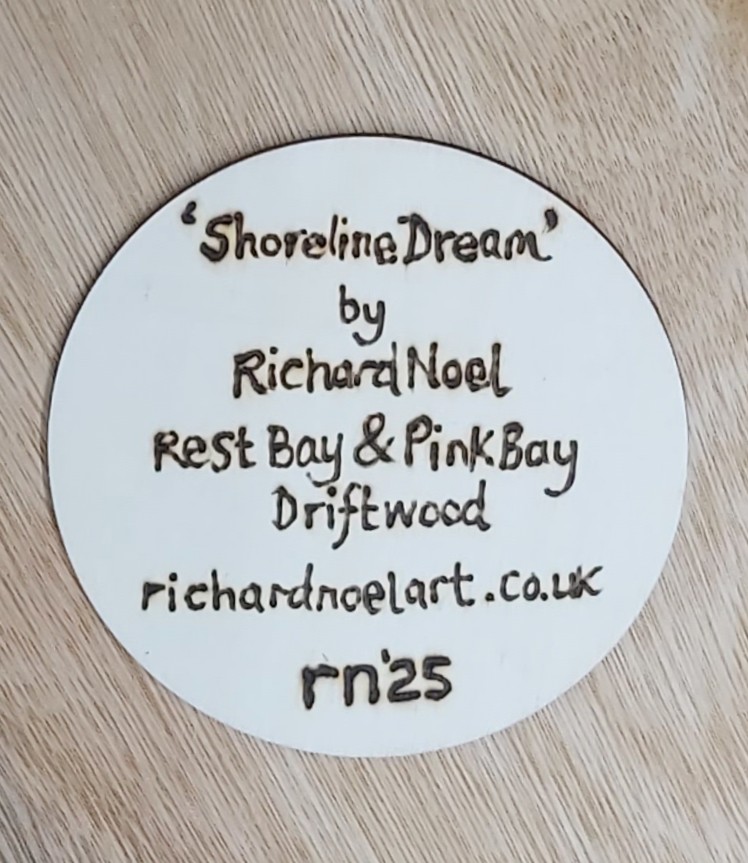 'Shoreline Dream'
by
Richard Noel
Rest Bay & Pink Bay
Driftwood
richardnoelart.co.uk
rn'25